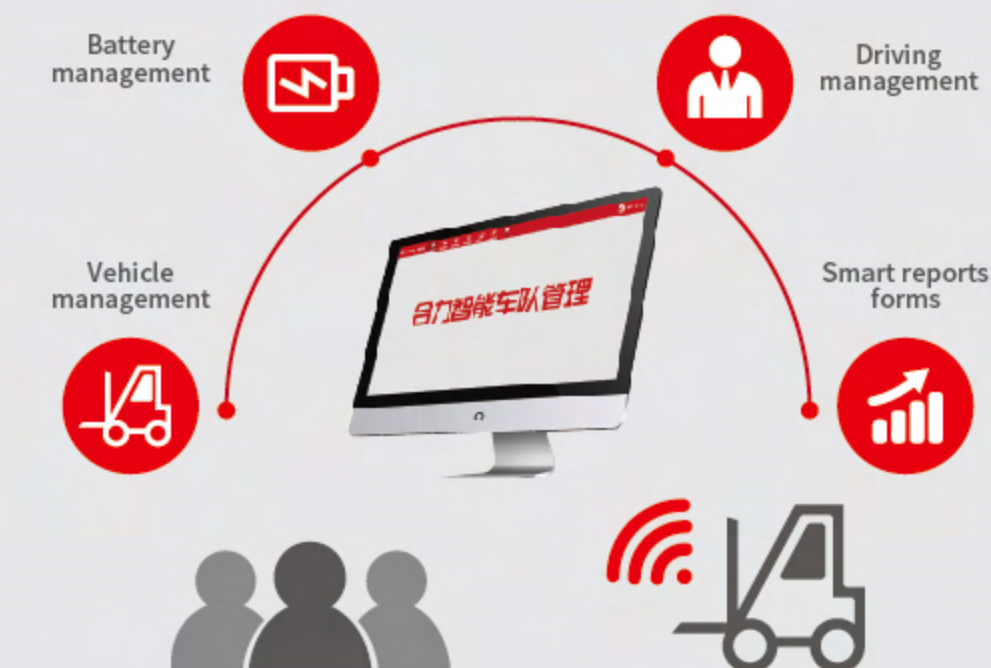 Battery
management
Driving
management
合力智能车队管理
Vehicle
management
Smart reports
forms